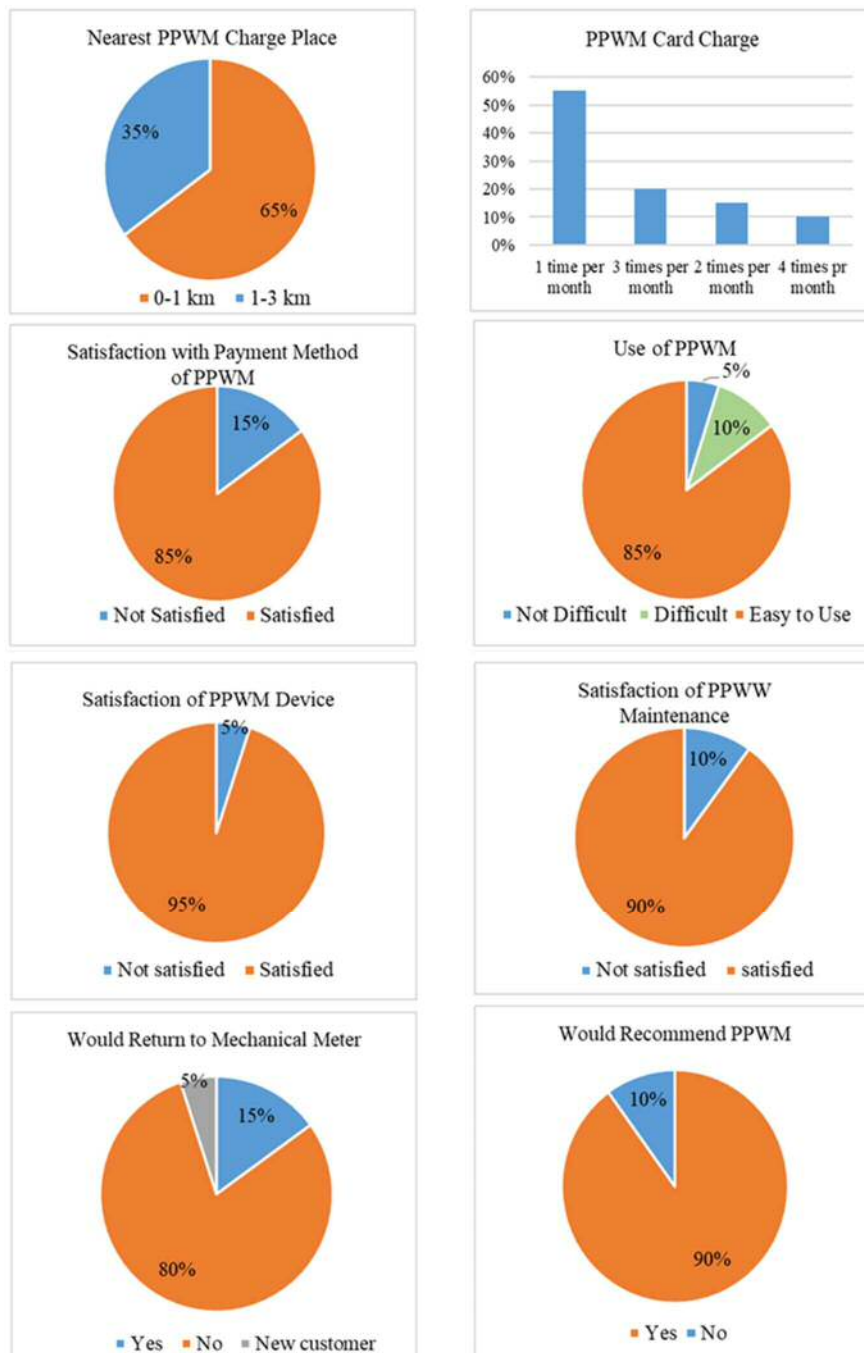 Nearest PPWM Charge Place
35%
65%
0-1 km 1-3 km
PPWM Card Charge
60%
50%
40%
30%
20%
10%
0%
1 time per month
3 times per month
2 times per month
4 times pr month
Satisfaction with Payment Method
of PPWM
15%
85%
Not Satisfied Satisfied
Use of PPWM
5%
10%
85%
Not Difficult Difficult Easy to Use
Satisfaction of PPWM Device
5%
95%
Not satisfied Satisfied
Satisfaction of PPWW
Maintenance
10%
90%
Not satisfied satisfied
Would Return to Mechanical Meter
5%
15%
80%
Yes No New customer
Would Recommend PPWM
10%
90%
Yes No